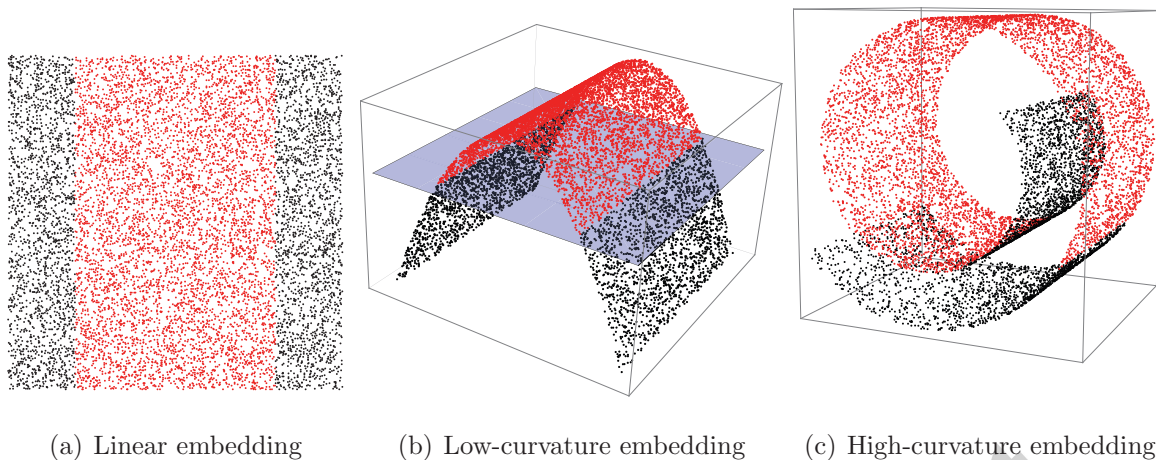 (a) Linear embedding
(b) Low-curvature embedding
(c) High-curvature embedding